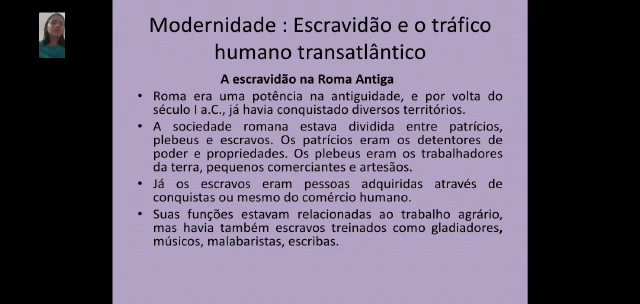 Modernidade : Escravidão e o tráfico
humano transatlântico
A escravidão na Roma Antiga
• Roma era uma potência na antiguidade, e por volta do
século I a.C., já havia conquistado diversos territórios.
• A sociedade romana estava dividida entre patrícios,
plebeus e escravos. Os patrícios eram os detentores de
poder e propriedades. Os plebeus eram os trabalhadores
da terra, pequenos comerciantes e artesãos.
• Já os escravos eram pessoas adquiridas através de
conquistas ou mesmo do comércio humano.
• Suas funções estavam relacionadas ao trabalho agrário,
mas havia também escravos treinados como gladiadores,
músicos, malabaristas, escribas.